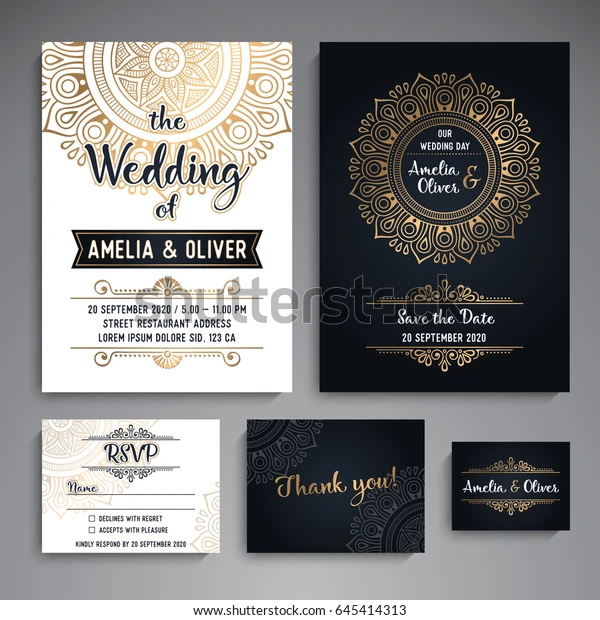 the
Wedding
of
AMELIA & OLIVER
20 SEPTEMBER 2020 / 5.00 - 11.00 PM
STREET RESTAURANT ADDRESS
LOREM IPSUM DOLOR SID. 123 CA
OUR
WEDDING DAY
Amelia
& Oliver
Save the Date
20 SEPTEMBER 2020
RSVP
Name
DECLINES WITH REGRET
ACCEPTS WITH PLEASURE
KINDLY RESPOND BY 20 SEPTEMBER 2020
Thank you!
Amelia & Oliver
shutterstock
www.shutterstock.com · 645414313